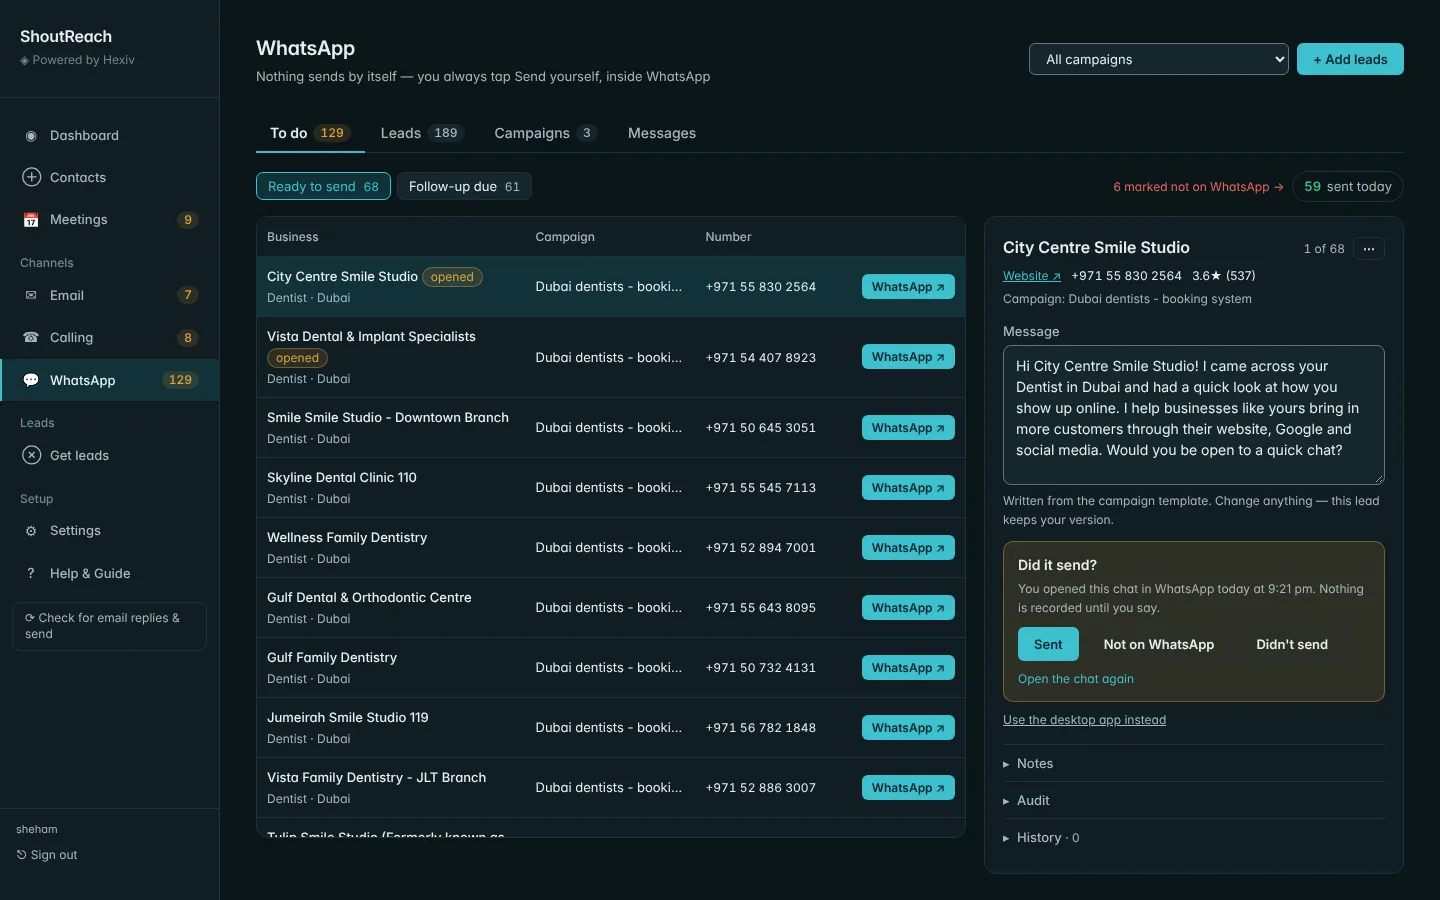 ShoutReach
◈ Powered by Hexiv
Dashboard
Contacts
Meetings 9
Channels
Email 7
Calling 8
WhatsApp 129
Leads
Get leads
Setup
Settings
? Help & Guide
⟳ Check for email replies &
send
sheham
⎋ Sign out
WhatsApp
Nothing sends by itself — you always tap Send yourself, inside WhatsApp
All campaigns
+ Add leads
To do 129 Leads 189 Campaigns 3 Messages
Ready to send 68 Follow-up due 61
6 marked not on WhatsApp → 59 sent today
Business Campaign Number
City Centre Smile Studio opened
Dentist · Dubai
Dubai dentists - booki... +971 55 830 2564 WhatsApp ↗
Vista Dental & Implant Specialists
opened
Dentist · Dubai
Dubai dentists - booki... +971 54 407 8923 WhatsApp ↗
Smile Smile Studio - Downtown Branch
Dentist · Dubai
Dubai dentists - booki... +971 50 645 3051 WhatsApp ↗
Skyline Dental Clinic 110
Dentist · Dubai
Dubai dentists - booki... +971 55 545 7113 WhatsApp ↗
Wellness Family Dentistry
Dentist · Dubai
Dubai dentists - booki... +971 52 894 7001 WhatsApp ↗
Gulf Dental & Orthodontic Centre
Dentist · Dubai
Dubai dentists - booki... +971 55 643 8095 WhatsApp ↗
Gulf Family Dentistry
Dentist · Dubai
Dubai dentists - booki... +971 50 732 4131 WhatsApp ↗
Jumeirah Smile Studio 119
Dentist · Dubai
Dubai dentists - booki... +971 56 782 1848 WhatsApp ↗
Vista Family Dentistry - JLT Branch
Dentist · Dubai
Dubai dentists - booki... +971 52 886 3007 WhatsApp ↗
Tulip Smile Studio (Formerly known as
City Centre Smile Studio 1 of 68 ...
Website ↗ +971 55 830 2564 3.6★ (537)
Campaign: Dubai dentists - booking system
Message
Hi City Centre Smile Studio! I came across your
Dentist in Dubai and had a quick look at how you
show up online. I help businesses like yours bring in
more customers through their website, Google and
social media. Would you be open to a quick chat?
Written from the campaign template. Change anything — this lead
keeps your version.
Did it send?
You opened this chat in WhatsApp today at 9:21 pm. Nothing
is recorded until you say.
Sent Not on WhatsApp Didn't send
Open the chat again
Use the desktop app instead
▸ Notes
▸ Audit
▸ History · 0